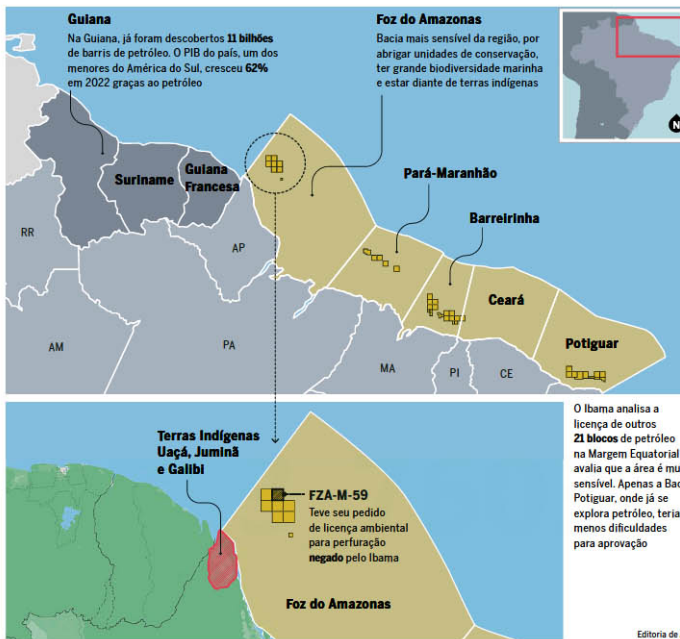 Guiana
Na Guiana, já foram descobertos 11 bilhões
de barris de petróleo. O PIB do país, um dos
menores do América do Sul, cresceu 62%
em 2022 graças ao petróleo
Foz do Amazonas
Bacia mais sensível da região, por
abrigar unidades de conservação,
ter grande biodiversidade marinha
e estar diante de terras indígenas
N
Suriname
Guiana
Francesa
Pará-Maranhão
Barreirinha
Ceará
Potiguar
RR
AP
AM
PA
MA
PI
CE
Terras Indígenas
Uaçá, Juminã
e Galibi
FZA-M-59
Teve seu pedido
de licença ambiental
para perfuração
negado pelo Ibama
Foz do Amazonas
O Ibama analisa a
licença de outros
21 blocos de petróleo
na Margem Equatorial
avalia que a área é mu
sensível. Apenas a Bac
Potiguar, onde já se
explora petróleo, teria
menos dificuldades
para aprovação
Editoria de